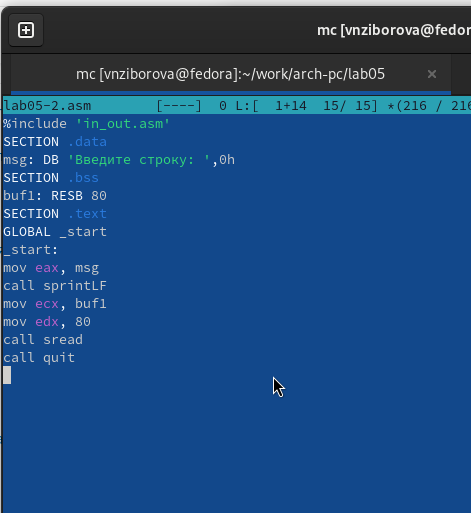 mc [vnziborova@fedor
mc [vnziborova@fedora]:~/work/arch-pc/lab05 ×
lab05-2.asm [----] 0 L:[ 1+14 15/ 15] *(216 / 216
%include 'in_out.asm'
SECTION .data
msg: DB 'Введите строку: ',0h
SECTION .bss
buf1: RESB 80
SECTION .text
GLOBAL _start
_start:
mov eax, msg
call sprintLF
mov ecx, buf1
mov edx, 80
call sread
call quit